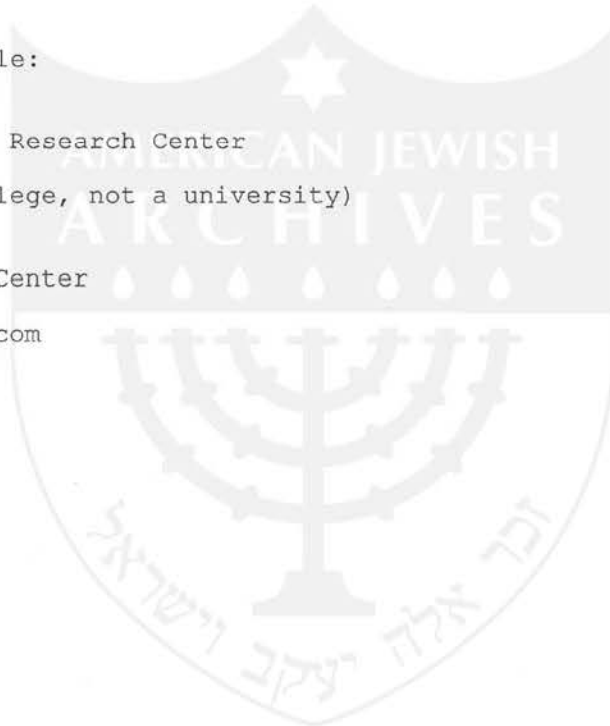 le:
Research Center
AMERICAN JEWISH
lege, not a university)
ARCHIVES
Center
com
זכר אלה יעקב וישראל